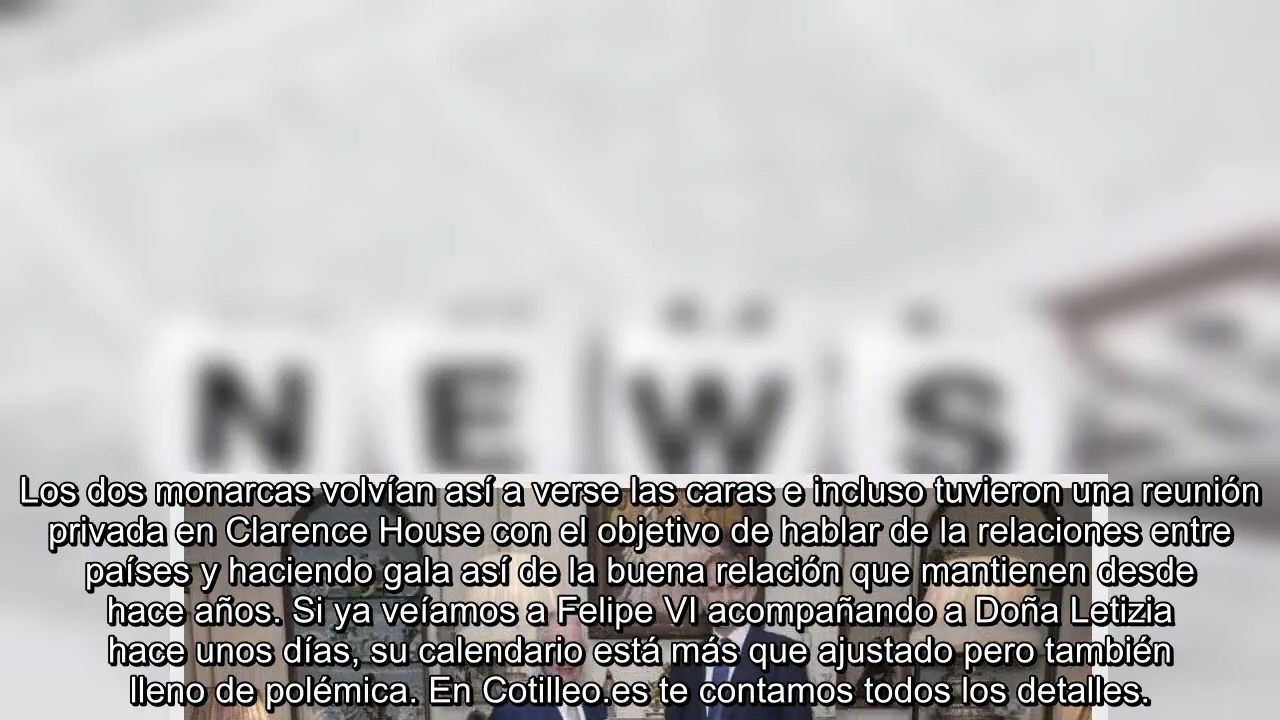 NEWS
Los dos monarcas volvían así a verse las caras e incluso tuvieron una reunión
privada en Clarence House con el objetivo de hablar de la relaciones entre
países y haciendo gala así de la buena relación que mantienen desde
hace años. Si ya veíamos a Felipe VI acompañando a Doña Letizia
hace unos días, su calendario está más que ajustado pero también
lleno de polémica. En Cotilleo.es te contamos todos los detalles.